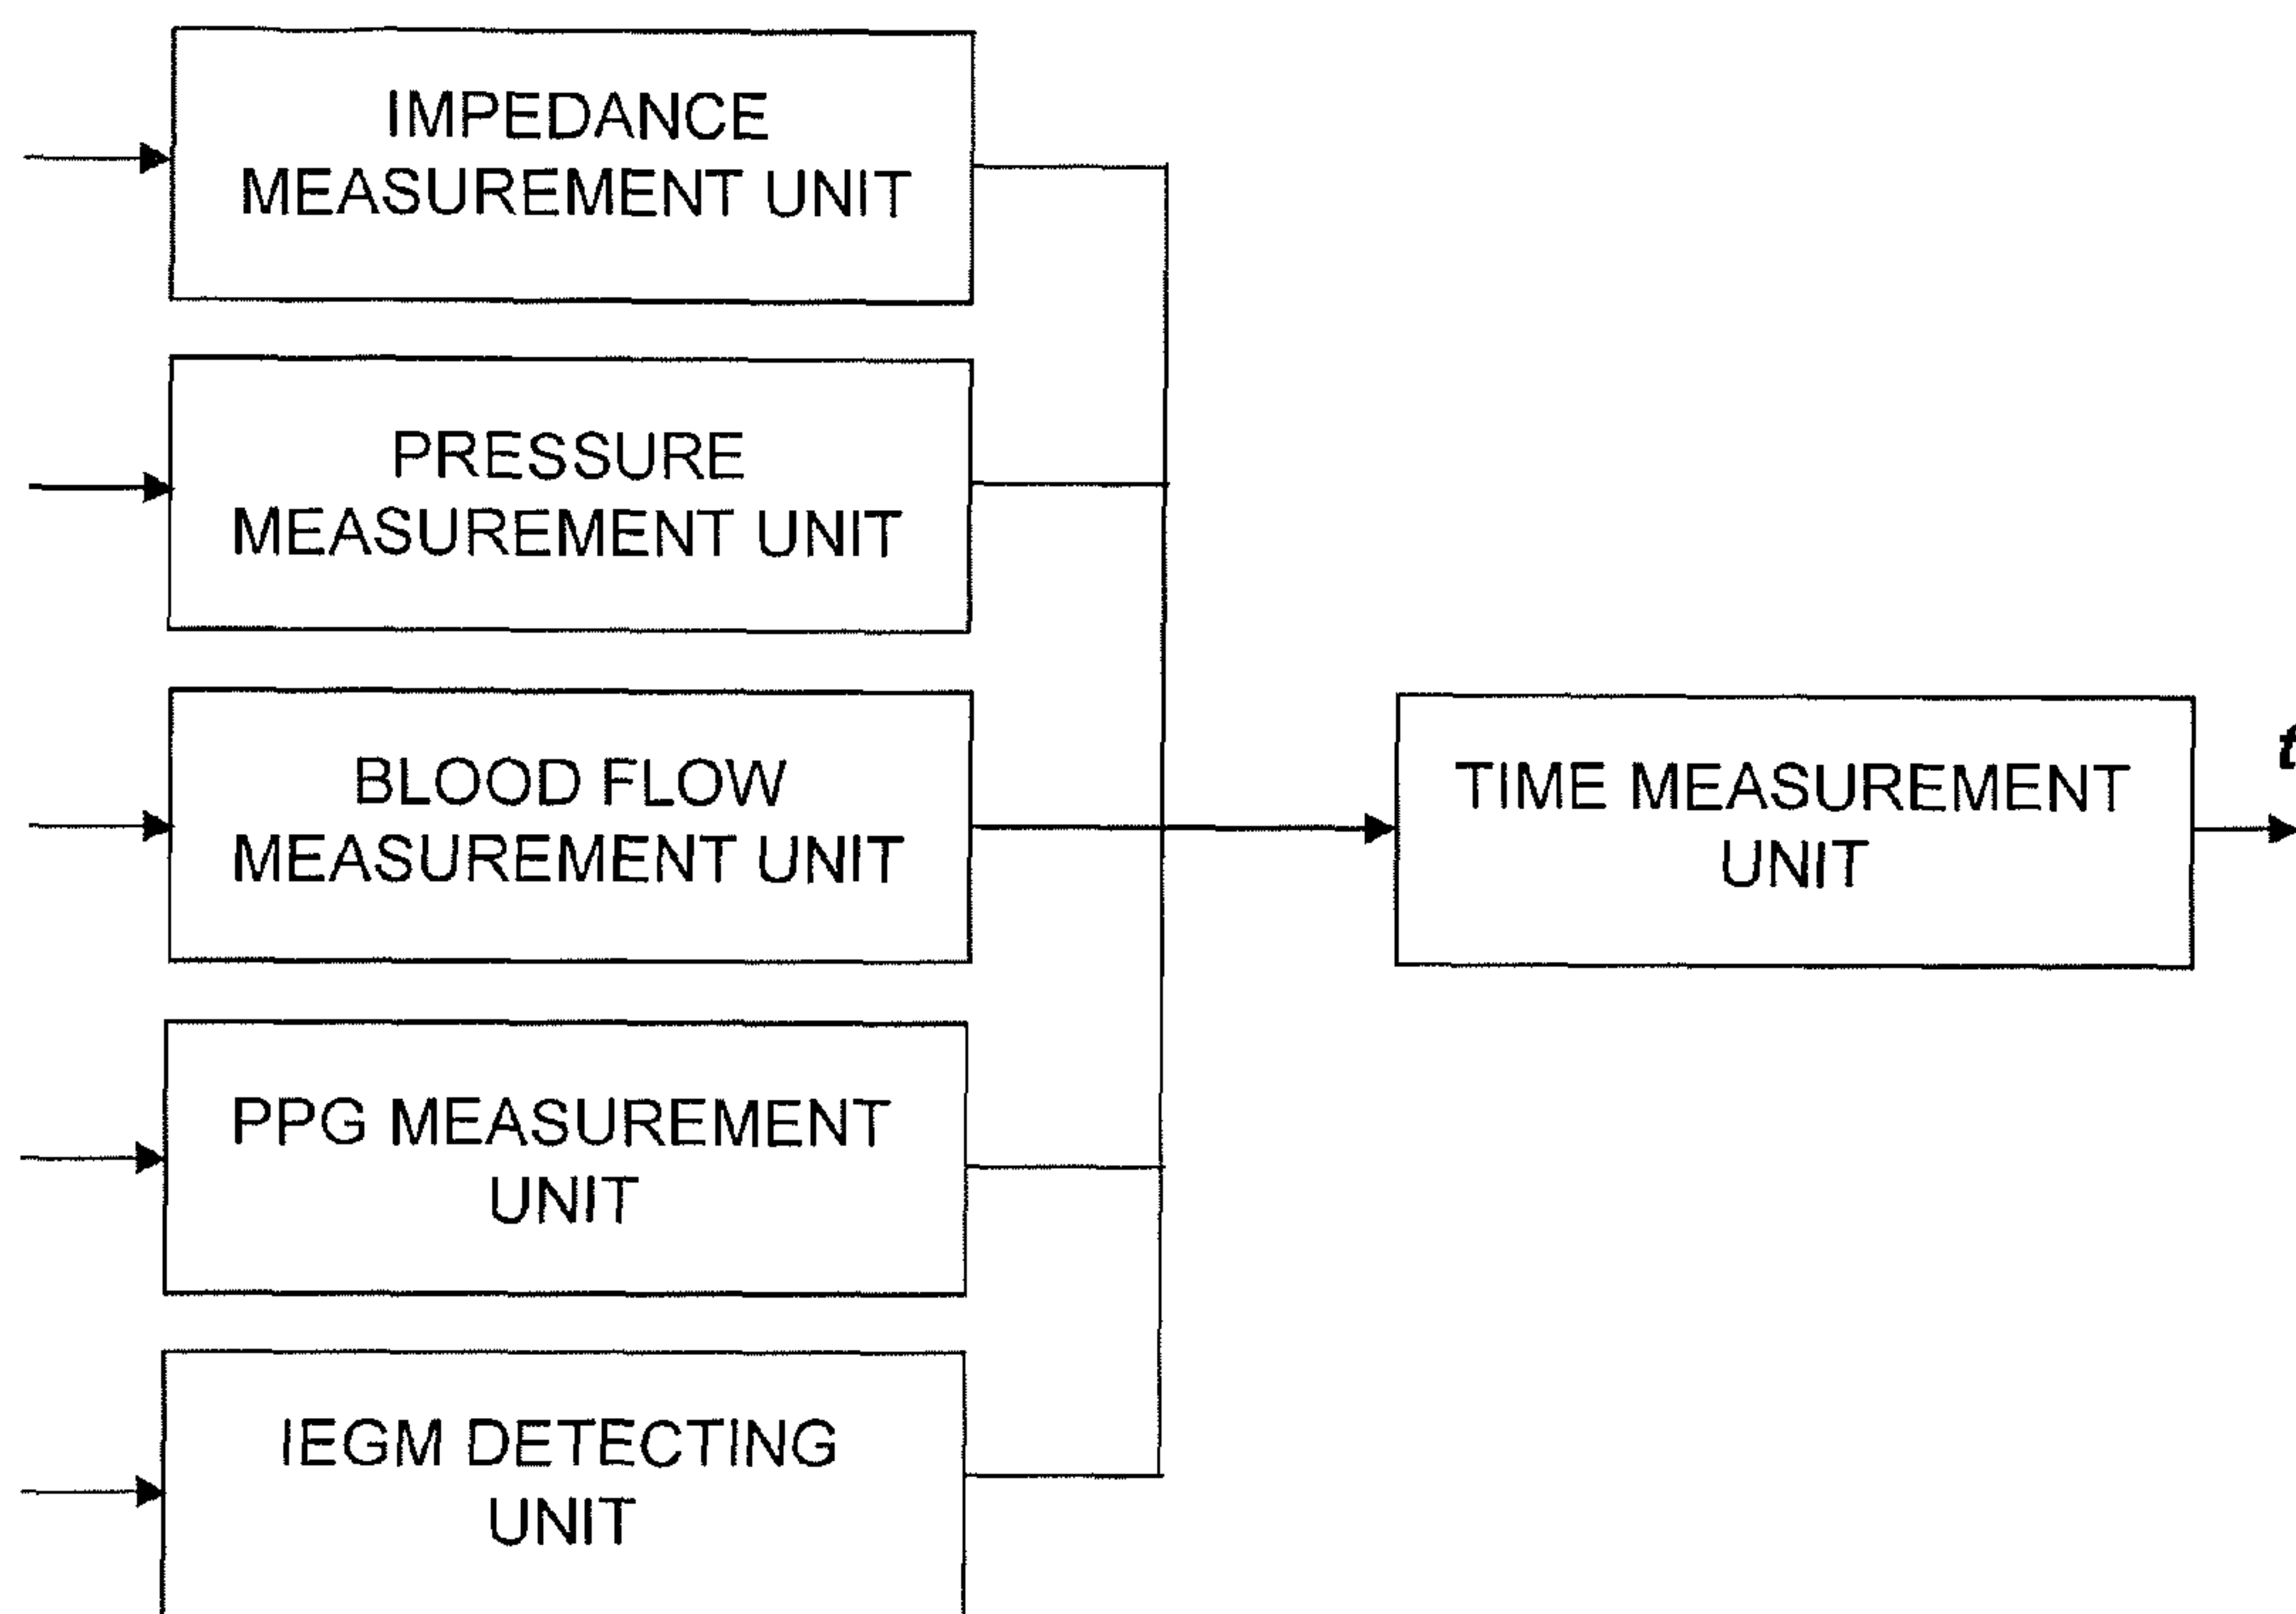 IMPEDANCE
MEASUREMENT UNIT
PRESSURE
MEASUREMENT UNIT
BLOOD FLOW
MEASUREMENT UNIT
TIME MEASUREMENT
UNIT
t
PPG MEASUREMENT
UNIT
IEGM DETECTING
UNIT